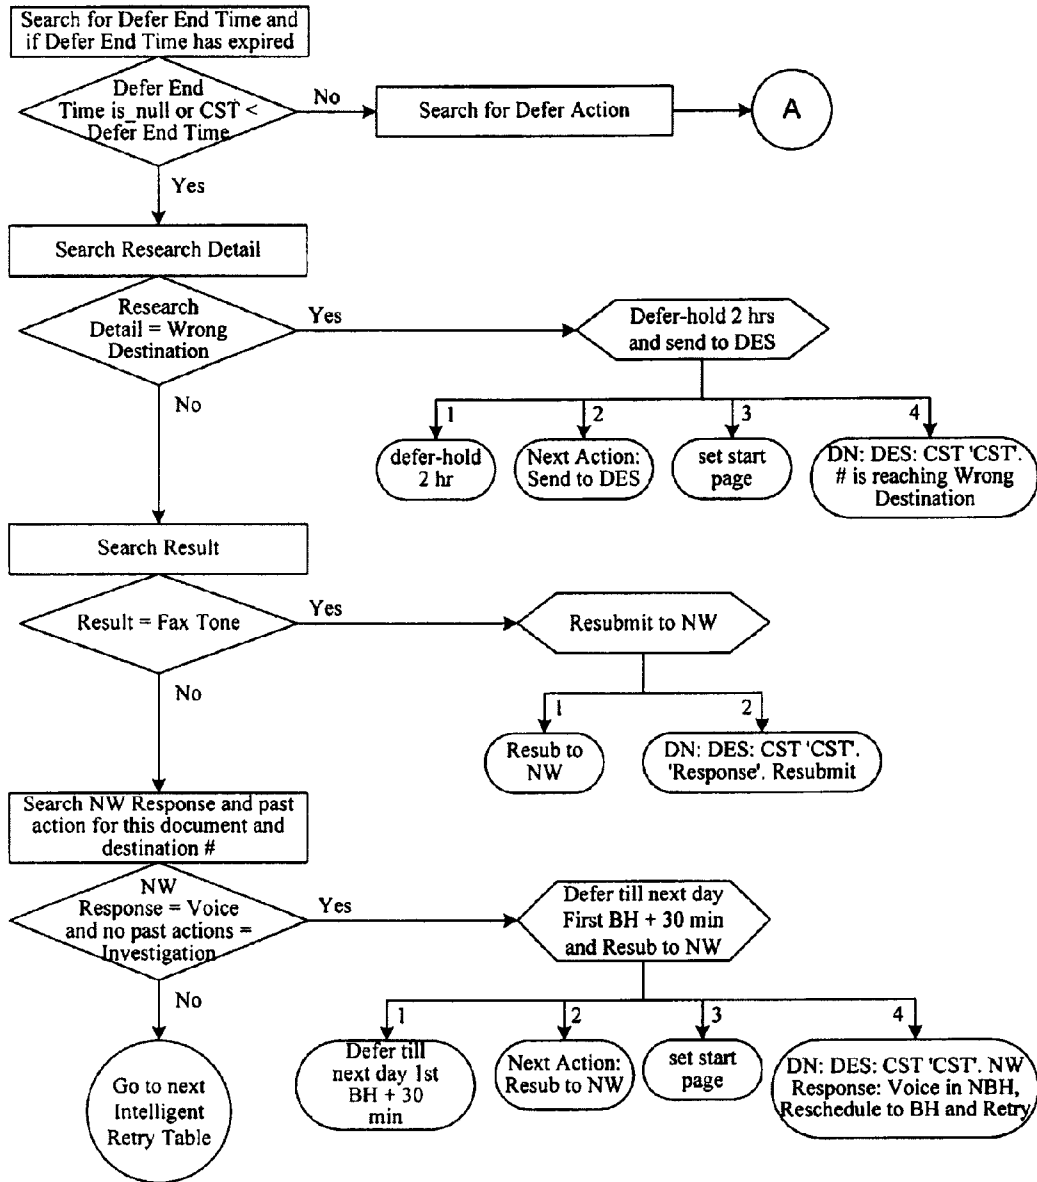 Search for Defer End Time and
if Defer End Time has expired
Defer End
Time is_null or CST <
Defer End Time
No
Search for Defer Action
A
Yes
Search Research Detail
Research
Detail = Wrong
Destination
Yes
Defer-hold 2 hrs
and send to DES
No
1
2
3
4
defer-hold
2 hr
Next Action:
Send to DES
set start
page
DN: DES: CST 'CST'.
# is reaching Wrong
Destination
Search Result
Result = Fax Tone
Yes
Resubmit to NW
No
1
2
Resub to
NW
DN: DES: CST 'CST'.
'Response'. Resubmit
Search NW Response and past
action for this document and
destination #
NW
Response = Voice
and no past actions =
Investigation
Yes
Defer till next day
First BH + 30 min
and Resub to NW
No
1
2
3
4
Go to next
Intelligent
Retry Table
Defer till
next day 1st
BH + 30
min
Next Action:
Resub to NW
set start
page
DN: DES: CST 'CST'. NW
Response: Voice in NBH,
Reschedule to BH and Retry